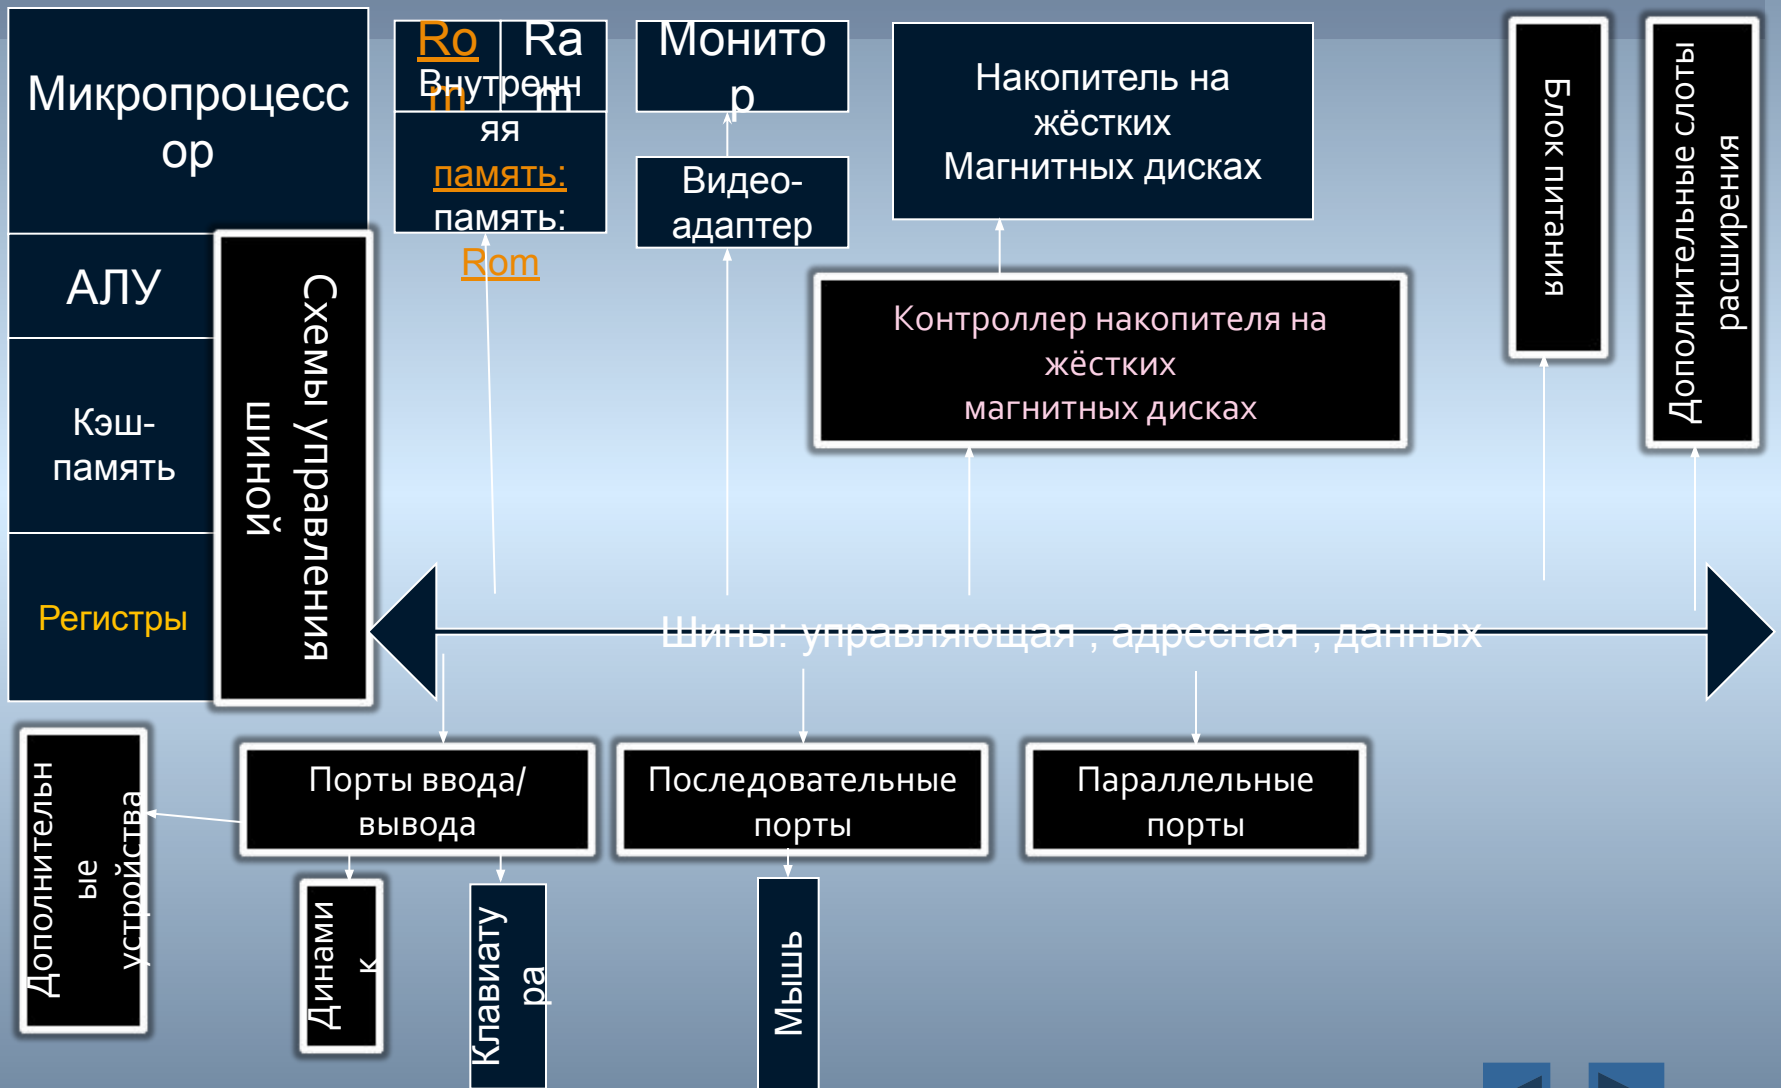 Микропроцесс
ор
АЛУ
Кэш-
память
Регистры
Схемы управления
шиной
Ro
m
Ra
m
Внутренн
яя
память:
память:
Rom
Монито
р
Видео-
адаптер
Накопитель на
жёстких
Магнитных дисках
Контроллер накопителя на
жёстких
магнитных дисках
Блок питания
Дополнительные слоты
расширения
Шины: управляющая , адресная , данных
Дополнительн
ые
устройства
Порты ввода/
вывода
Последовательные
порты
Параллельные
порты
Динами
к
Клавиату
ра
Мышь